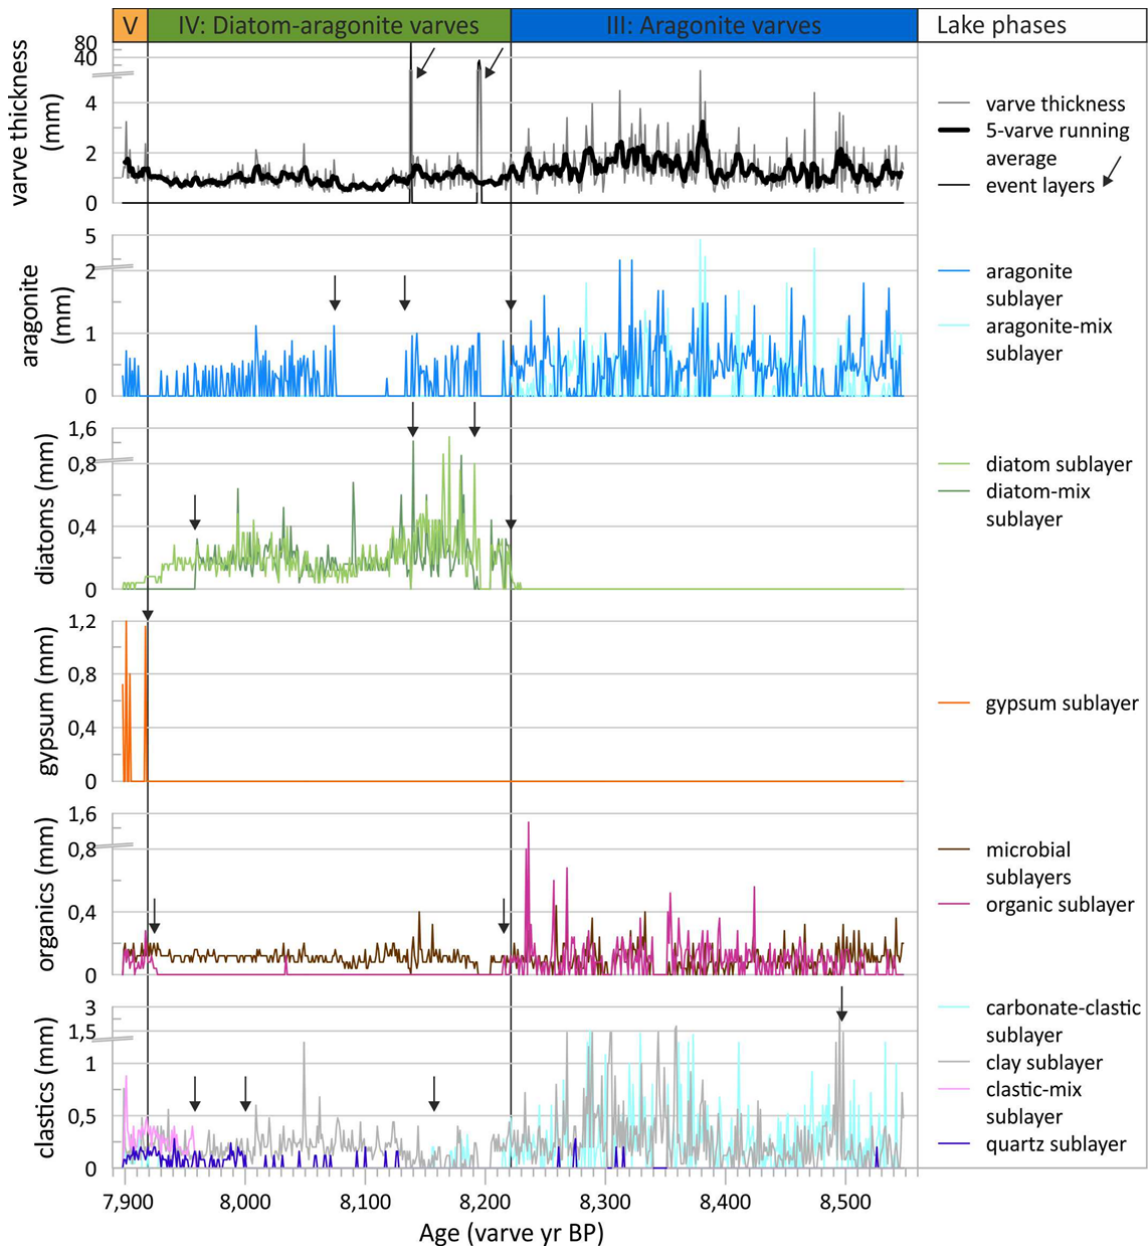 V
IV: Diatom-aragonite varves
III: Aragonite varves
Lake phases
varve thickness
(mm)
80
40
4
2
0
varve thickness
5-varve running
average
event layers
aragonite
(mm)
5
2
1
0
aragonite
sublayer
aragonite-mix
sublayer
diatoms (mm)
1,6
0,8
0,4
0
diatom sublayer
diatom-mix
sublayer
gypsum (mm)
1,2
0,8
0,4
0
gypsum sublayer
organics (mm)
1,6
0,8
0,4
0
microbial
sublayers
organic sublayer
clastics (mm)
3
1,5
1
0,5
0
carbonate-clastic
sublayer
clay sublayer
clastic-mix
sublayer
quartz sublayer
7,900 8,000 8,100 8,200 8,300 8,400 8,500
Age (varve yr BP)